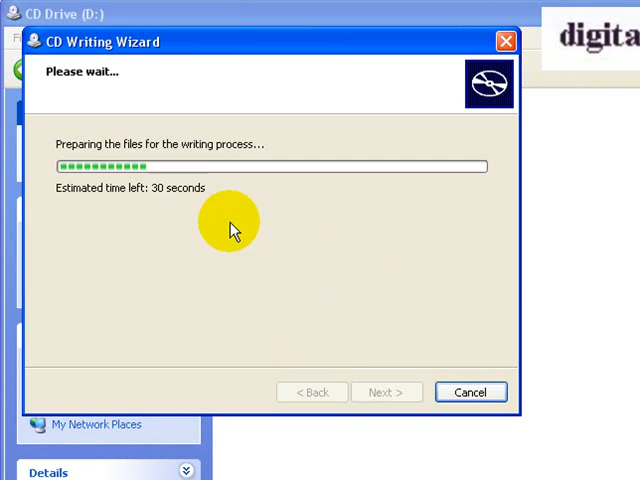 CD Drive (D:)
digita
CD Writing Wizard
Please wait...
Preparing the files for the writing process...
Estimated time left: 30 seconds
< Back
Next >
Cancel
My Network Places
Details